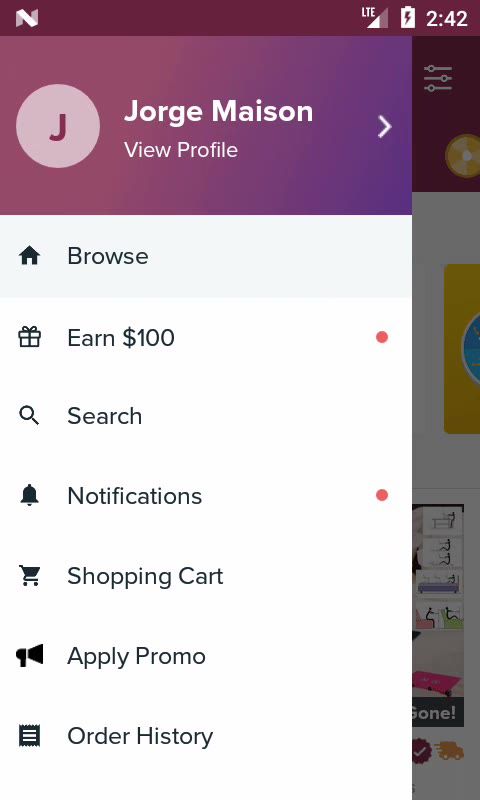 LTE 2:42
J
Jorge Maison
View Profile
Browse
Earn $100
Search
Notifications
Shopping Cart
Apply Promo
Order History
Gone!